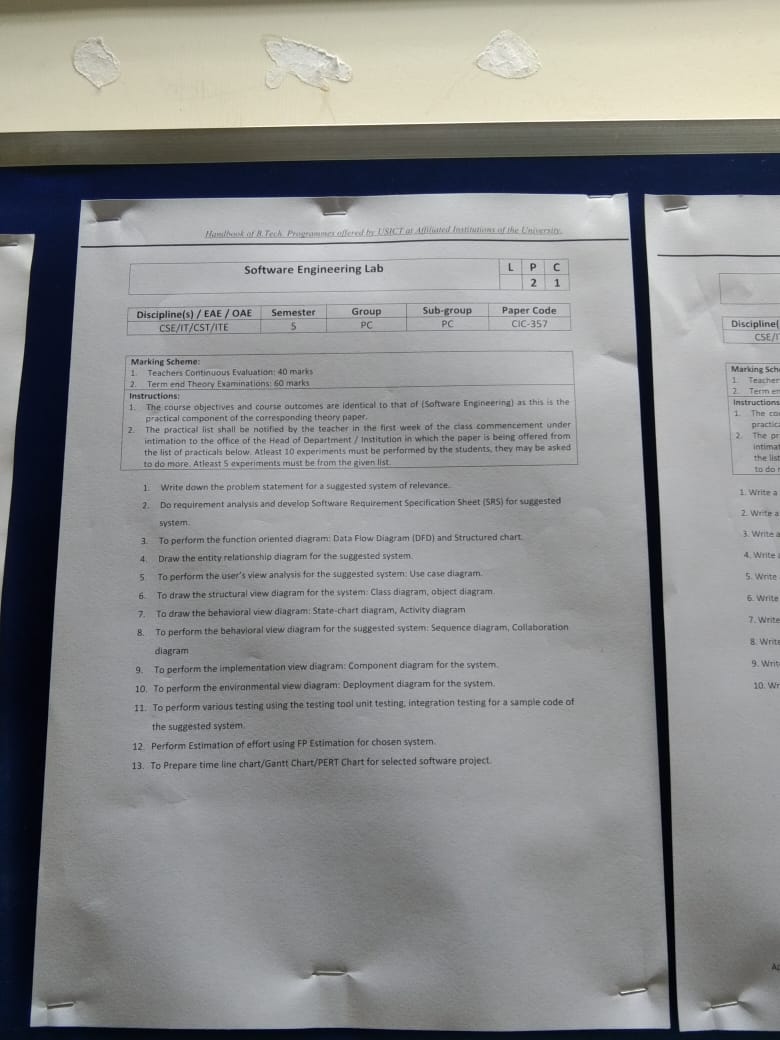 Handbook of B.Tech. Programmes offered by USICT at Affiliated Institutions of the University.
Software Engineering Lab
L P C
2 1
Discipline(s) / EAE / OAE Semester Group Sub-group Paper Code
CSE/IT/CST/ITE 5 PC PC CIC-357
Marking Scheme:
1. Teachers Continuous Evaluation: 40 marks
2. Term end Theory Examinations: 60 marks
Instructions:
1. The course objectives and course outcomes are identical to that of (Software Engineering) as this is the
practical component of the corresponding theory paper.
2. The practical list shall be notified by the teacher in the first week of the class commencement under
intimation to the office of the Head of Department / Institution in which the paper is being offered from
the list of practicals below. Atleast 10 experiments must be performed by the students, they may be asked
to do more. Atleast 5 experiments must be from the given list.
1. Write down the problem statement for a suggested system of relevance.
2. Do requirement analysis and develop Software Requirement Specification Sheet (SRS) for suggested
system.
3. To perform the function oriented diagram: Data Flow Diagram (DFD) and Structured chart.
4. Draw the entity relationship diagram for the suggested system.
5. To perform the user's view analysis for the suggested system: Use case diagram.
6. To draw the structural view diagram for the system: Class diagram, object diagram.
7. To draw the behavioral view diagram: State-chart diagram, Activity diagram
8. To perform the behavioral view diagram for the suggested system: Sequence diagram, Collaboration
diagram
9. To perform the implementation view diagram: Component diagram for the system.
10. To perform the environmental view diagram: Deployment diagram for the system.
11. To perform various testing using the testing tool unit testing, integration testing for a sample code of
the suggested system.
12. Perform Estimation of effort using FP Estimation for chosen system.
13. To Prepare time line chart/Gantt Chart/PERT Chart for selected software project.
Discipline(
CSE/I
Marking Sch
1. Teacher
2. Term en
Instructions
1. The co
practic
2. The pr
intimat
the list
to do
1. Write a
2. Write a
3. Write a
4. Write
5. Write
6. Write
7. Write
8. Write
9. Writ
10. Wr